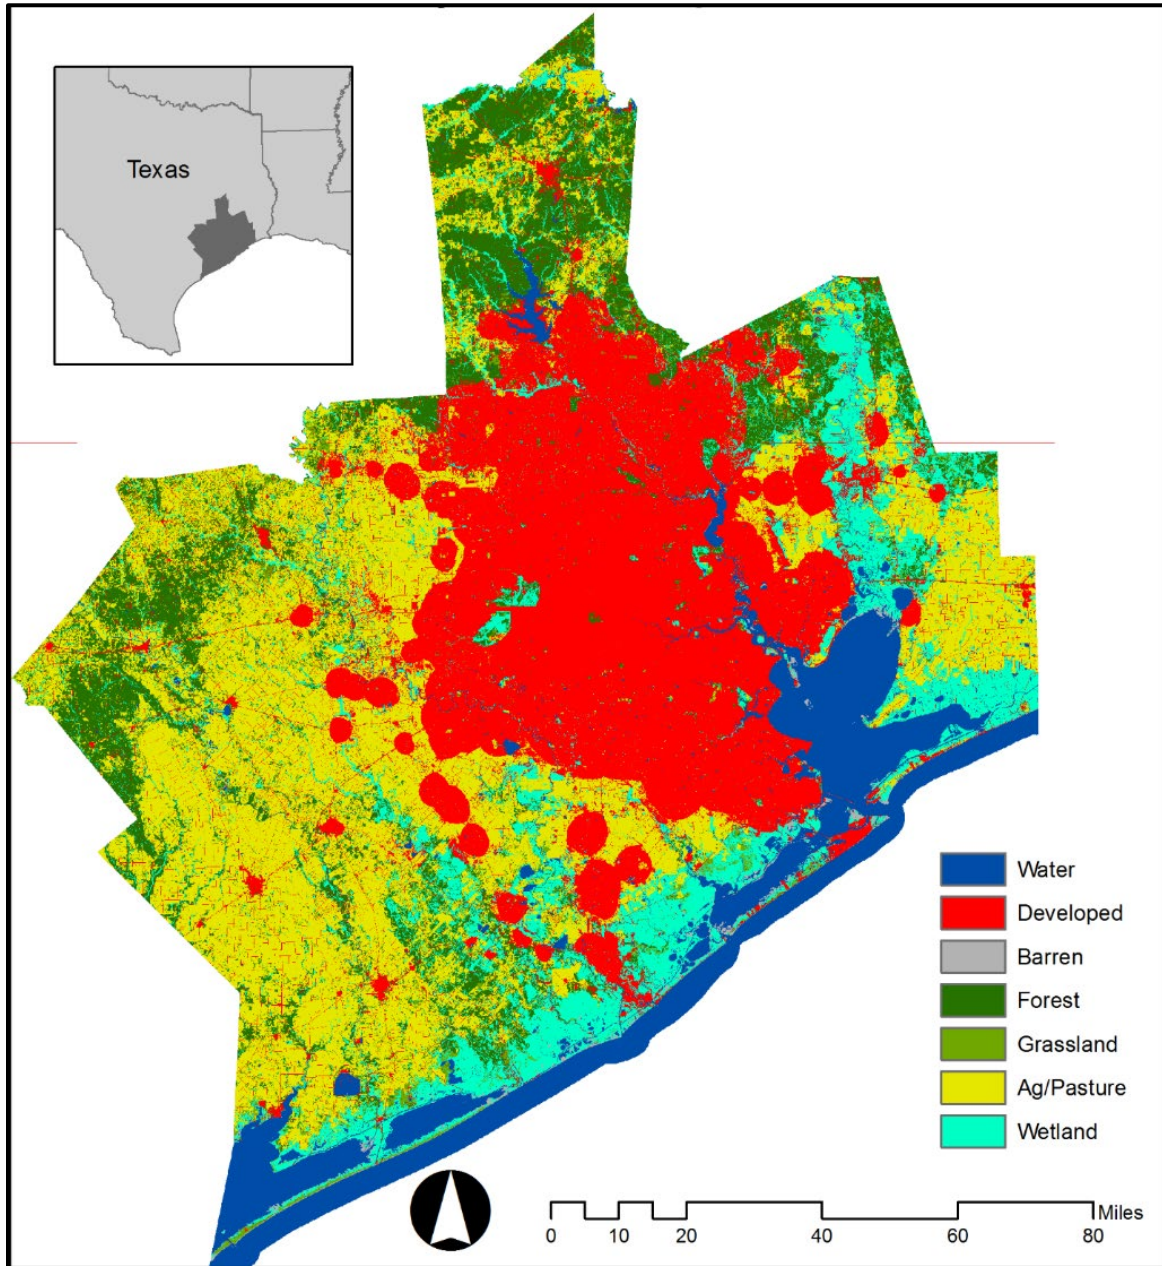 Texas
Water
Developed
Barren
Forest
Grassland
Ag/Pasture
Wetland
Miles
0 10 20 40 60 80